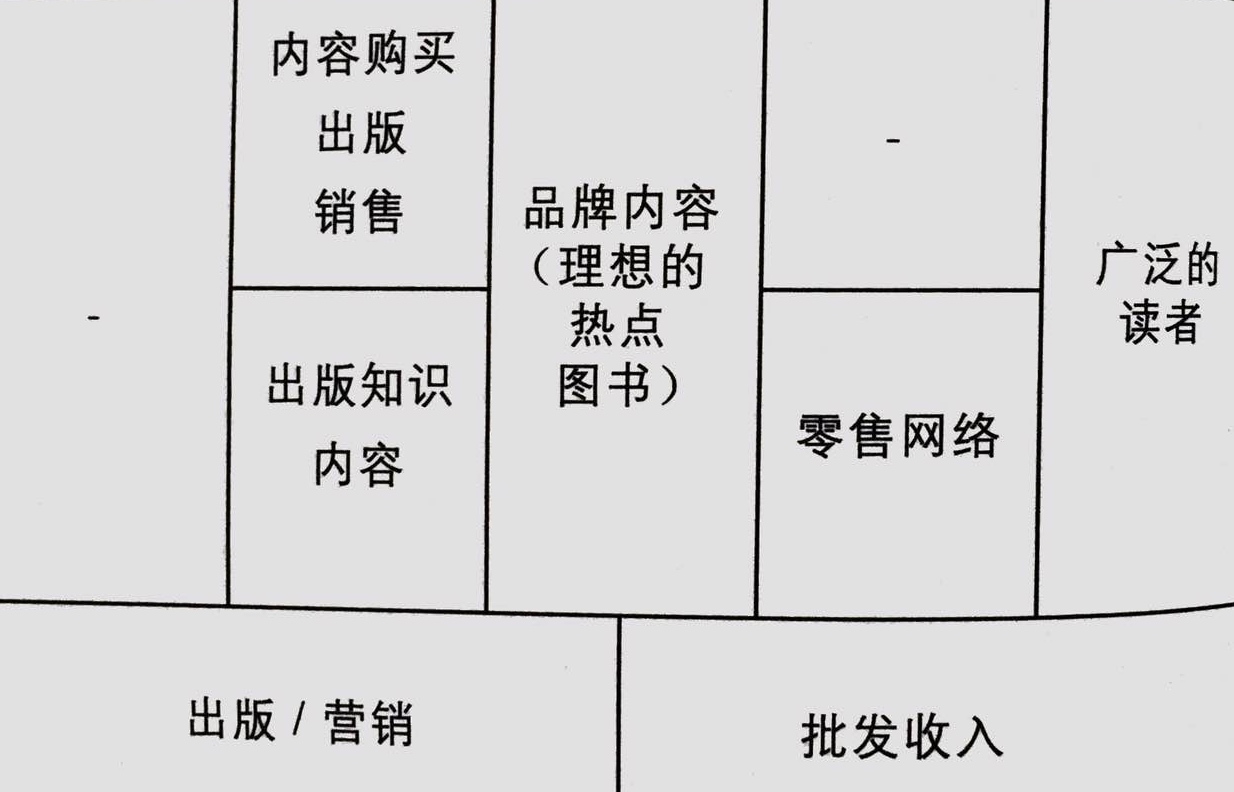 -
内容购买
出版
销售
出版知识
内容
品牌内容
（理想的
热点
图书）
-
零售网络
广泛的
读者
出版 / 营销
批发收入